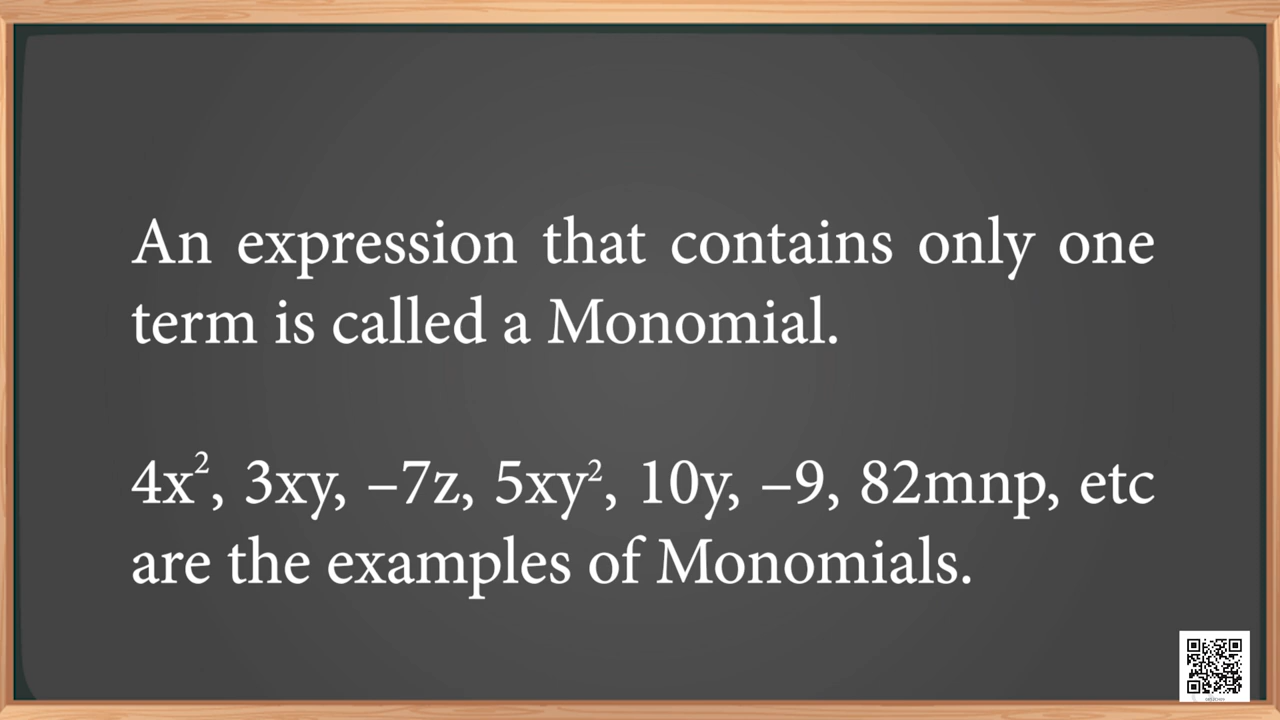 An expression that contains only one
term is called a Monomial.
4x², 3xy, –7z, 5xy², 10y, –9, 82mnp, etc
are the examples of Monomials.